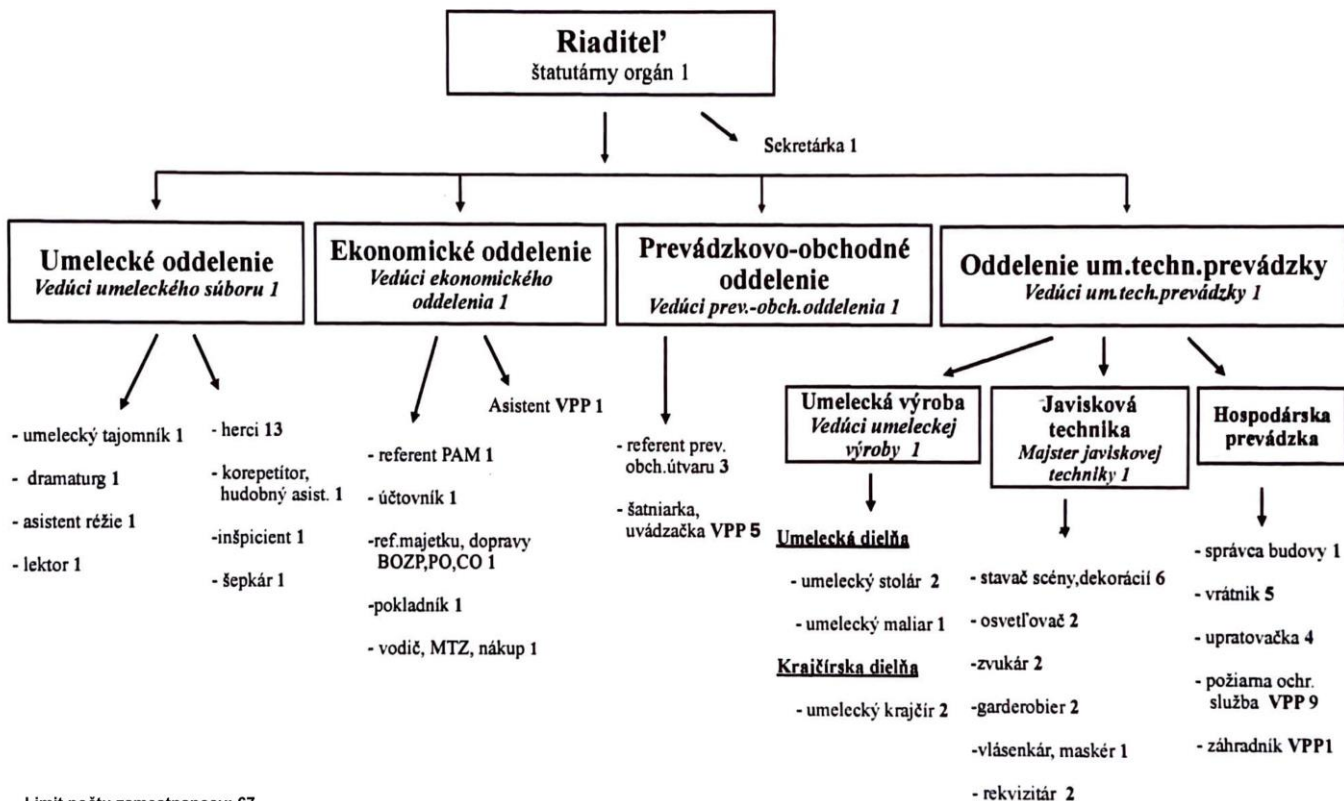 Riaditeľ
štatutárny orgán 1
Sekretárka 1
Umelecké oddelenie
Vedúci umeleckého súboru 1
Ekonomické oddelenie
Vedúci ekonomického
oddelenia 1
Prevádzkovo-obchodné
oddelenie
Vedúci prev.-obch.oddelenia 1
Oddelenie um.techn.prevádzky
Vedúci um.tech.prevádzky 1
- umelecký tajomník 1
- dramaturg 1
- asistent réžie 1
- lektor 1
- herci 13
- korepetítor,
hudobný asist. 1
-inšpicient 1
- šepkár 1
Asistent VPP 1
- referent PAM 1
- účtovník 1
-ref.majetku, dopravy
BOZP,PO,CO 1
-pokladník 1
- vodič, MTZ, nákup 1
- referent prev.
obch.útvaru 3
- šatniarka,
uvádzačka VPP 5
Umelecká výroba
Vedúci umeleckej
výroby 1
Umelecká dielňa
- umelecký stolár 2
- umelecký maliar 1
Krajčírska dielňa
- umelecký krajčír 2
Javisková
technika
Majster javiskovej
techniky 1
- stavač scény,dekorácií 6
- osvetľovač 2
-zvukár 2
-garderobier 2
-vlásenkár, maskér 1
- rekvizitár 2
Hospodárska
prevádzka
- správca budovy 1
- vrátnik 5
- upratovačka 4
- požiarna ochr.
služba VPP 9
- záhradník VPP1